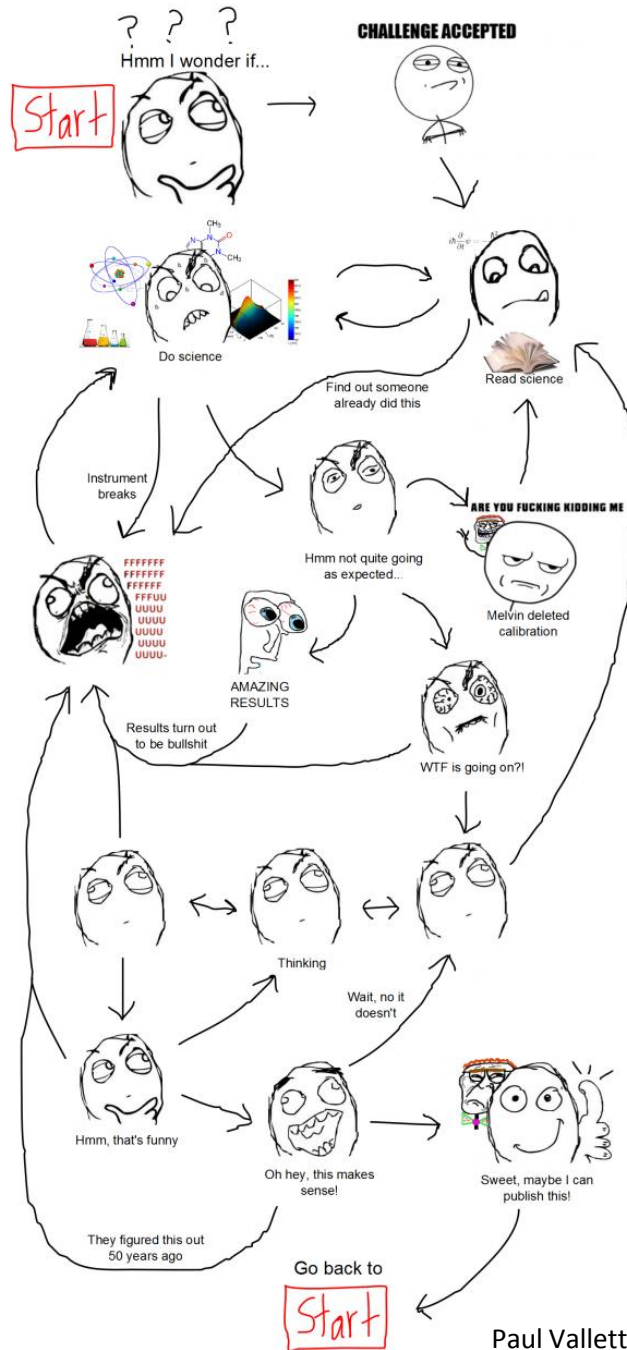 ? ? ?
Hmm I wonder if...
CHALLENGE ACCEPTED
Start
CH₃
N
N
O
N
N
CH₃
Do science
Read science
Find out someone
already did this
Instrument
breaks
ARE YOU FUCKING KIDDING ME
Hmm not quite going
as expected...
Melvin deleted
calibration
FFFFFFF
FFFFFFF
FFFFFF
FFFUU
UUUU
UUUU
UUUU
UUUU
UUUU-
AMAZING
RESULTS
Results turn out
to be bullshit
WTF is going on?!
Thinking
Wait, no it
doesn't
Hmm, that's funny
Oh hey, this makes
sense!
Sweet, maybe I can
publish this!
They figured this out
50 years ago
Go back to
Start
Paul Vallett